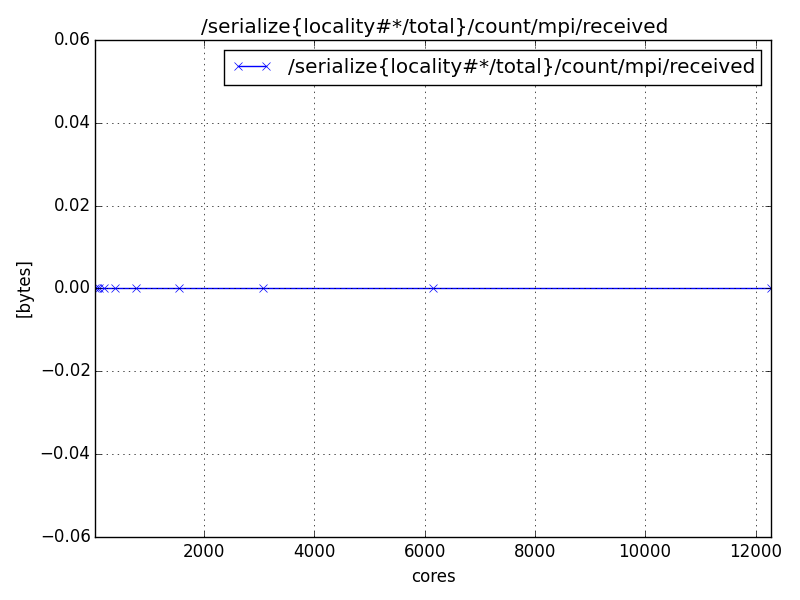 /serialize{locality#*/total}/count/mpi/received
/serialize{locality#*/total}/count/mpi/received
0.06
0.04
0.02
0.00
−0.02
−0.04
−0.06
[bytes]
2000 4000 6000 8000 10000 12000
cores